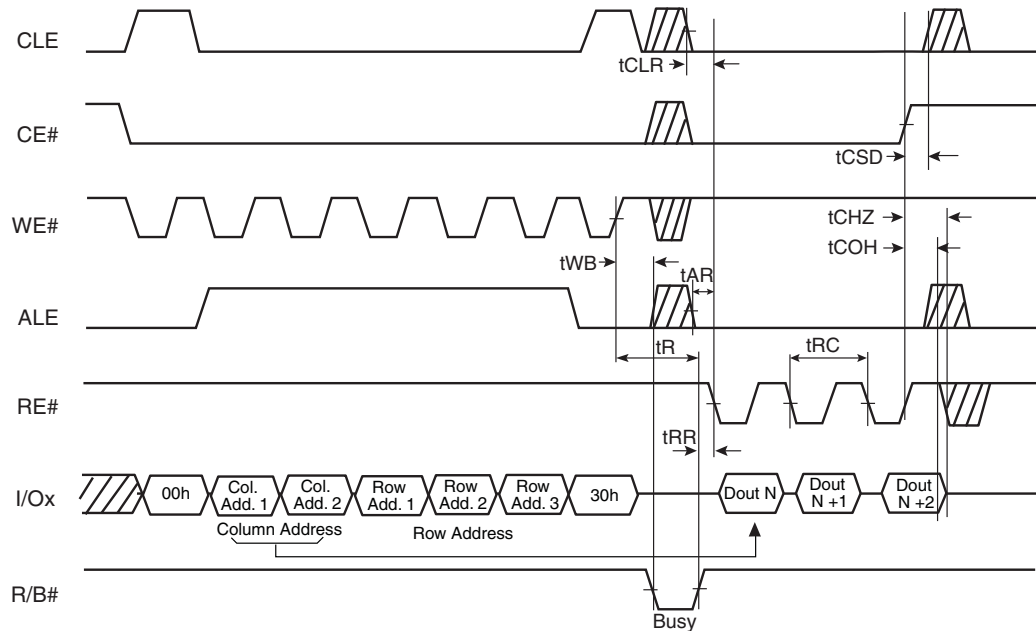 CLE
tCLR
CE#
tCSD
WE#
tCHZ
tCOH
tWB
tAR
ALE
tR
tRC
RE#
tRR
I/Ox
00h
Col.
Add. 1
Col.
Add. 2
Row
Add. 1
Row
Add. 2
Row
Add. 3
30h
Dout N
Dout
N +1
Dout
N +2
Column Address
Row Address
R/B#
Busy